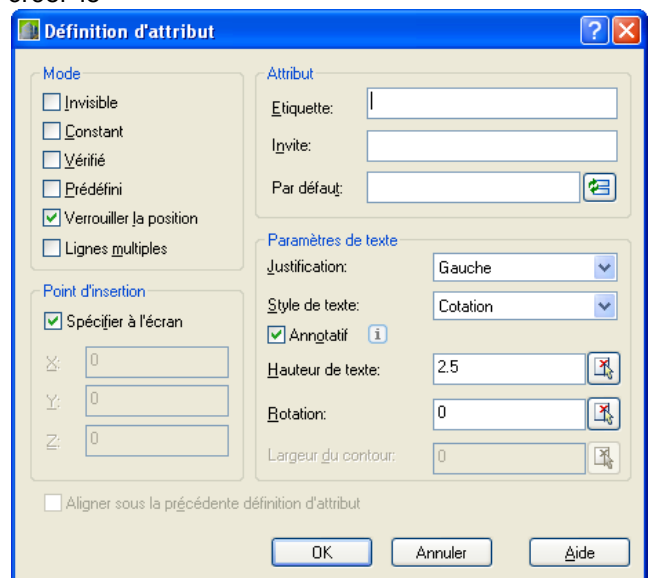 Définition d'attribut
Mode
Invisible
Constant
Vérifié
Prédéfini
Verrouiller la position
Lignes multiples
Point d'insertion
Spécifier à l'écran
X: 0
Y: 0
Z: 0
Attribut
Etiquette:
Invite:
Par défaut:
Paramètres de texte
Justification: Gauche
Style de texte: Cotation
Annotatif i
Hauteur de texte: 2.5
Rotation: 0
Largeur du contour: 0
Aligner sous la précédente définition d'attribut
OK Annuler Aide